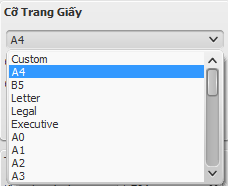 Cỡ Trang Giấy
A4
Custom
A4
B5
Letter
Legal
Executive
A0
A1
A2
A3